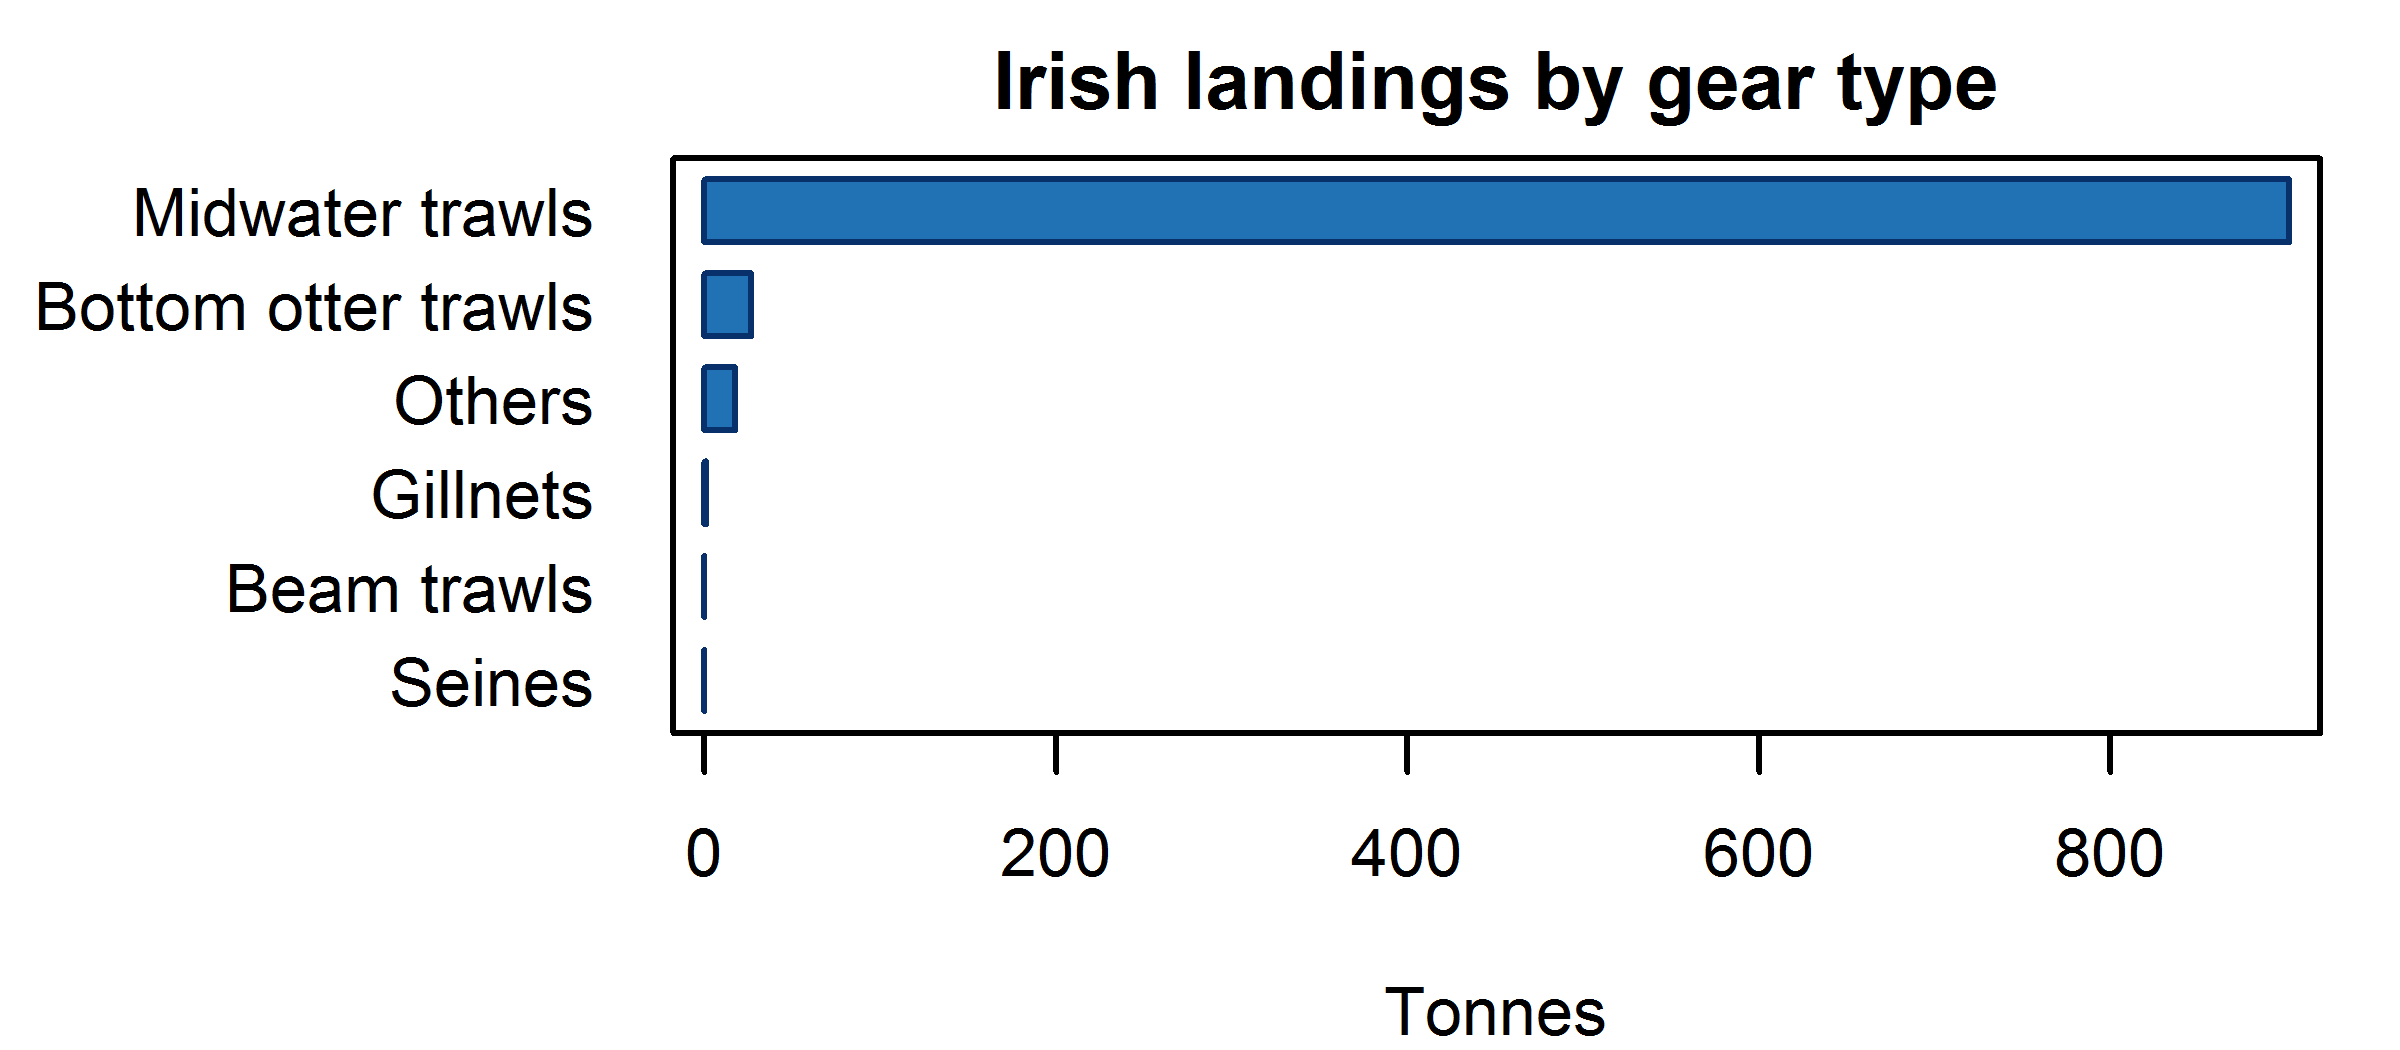 Irish landings by gear type
Midwater trawls
Bottom otter trawls
Others
Gillnets
Beam trawls
Seines
0 200 400 600 800
Tonnes